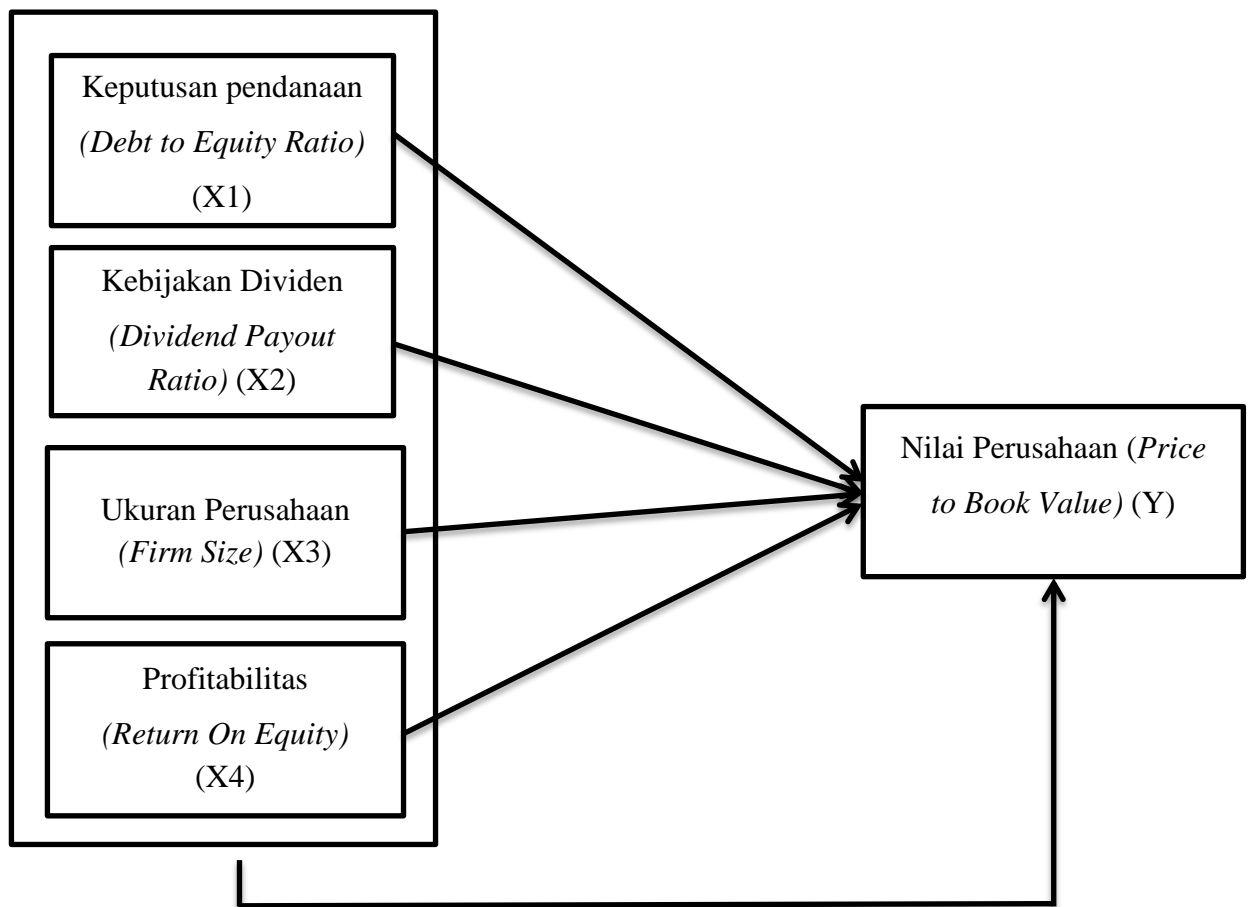 Keputusan pendanaan
(Debt to Equity Ratio)
(X1)
Kebijakan Dividen
(Dividend Payout
Ratio) (X2)
Ukuran Perusahaan
(Firm Size) (X3)
Profitabilitas
(Return On Equity)
(X4)
Nilai Perusahaan (Price
to Book Value) (Y)